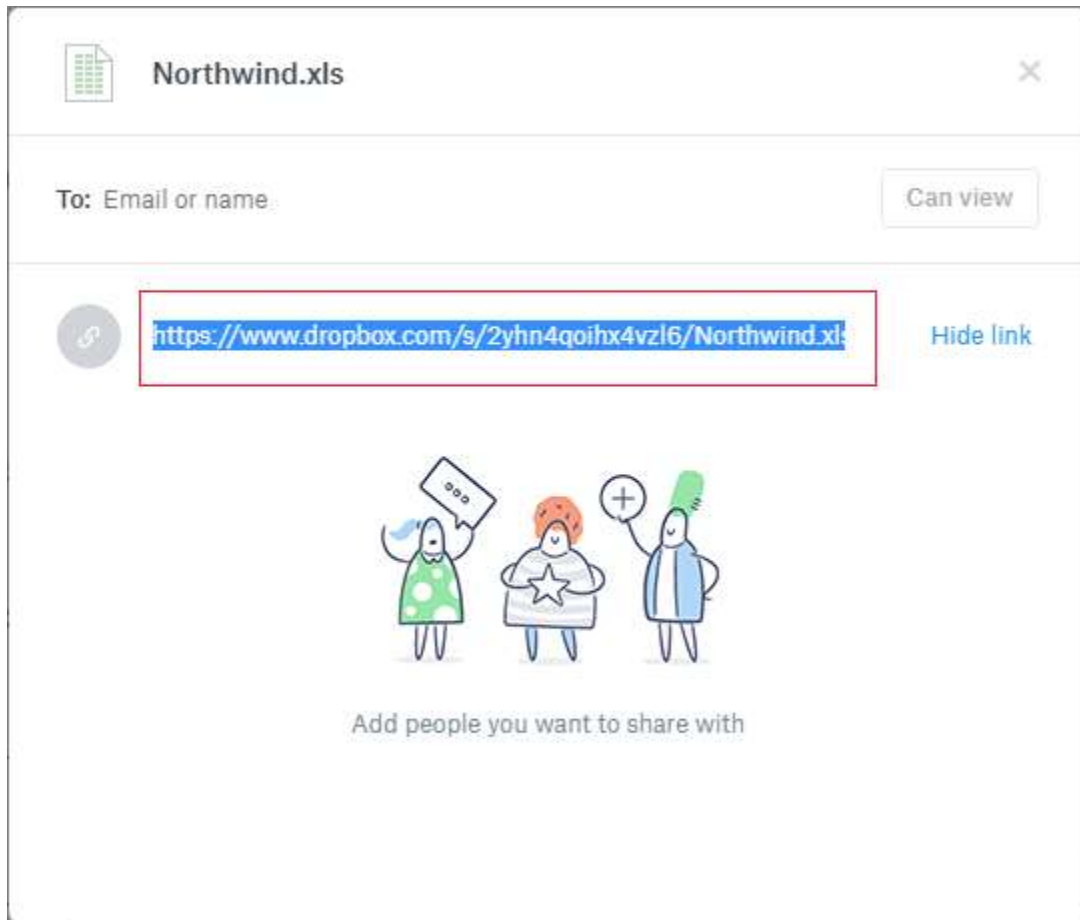 Northwind.xls
To: Email or name
Can view
https://www.dropbox.com/s/2yhn4qoihx4vzl6/Northwind.xl
Hide link
Add people you want to share with